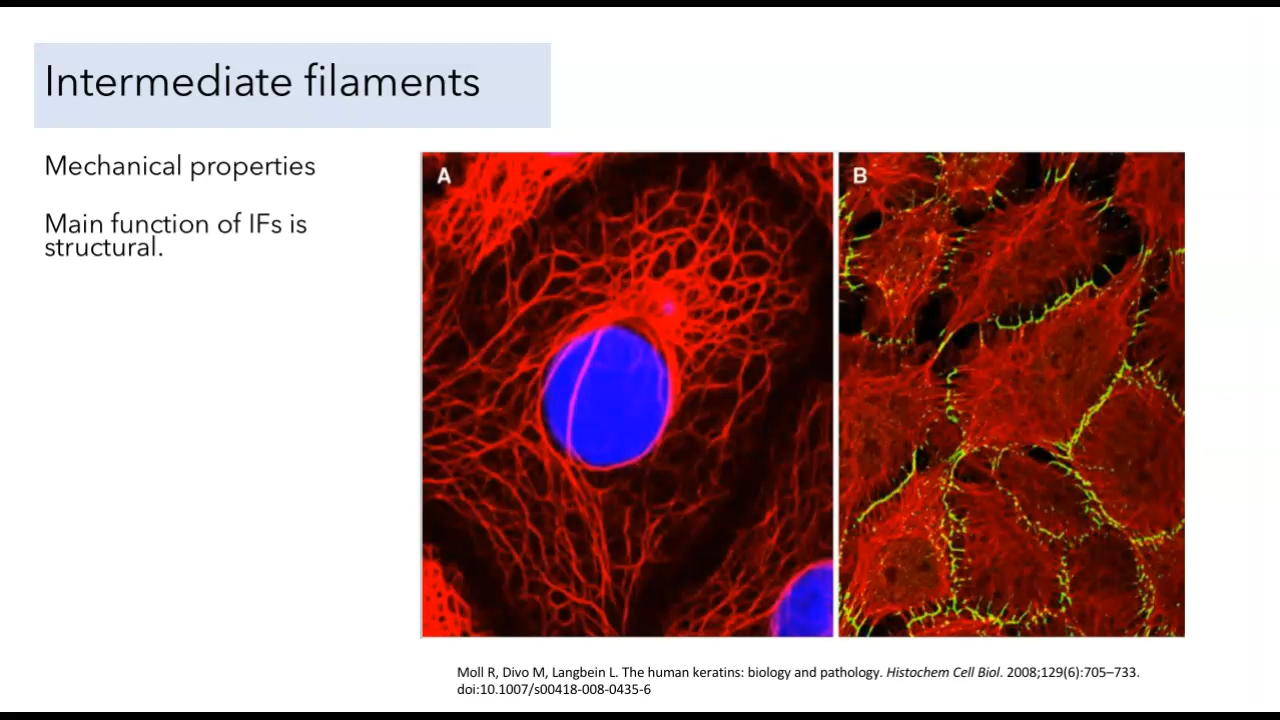 Intermediate filaments
Mechanical properties
Main function of IFs is
structural.
A
B
Moll R, Divo M, Langbein L. The human keratins: biology and pathology. Histochem Cell Biol. 2008;129(6):705–733.
doi:10.1007/s00418-008-0435-6